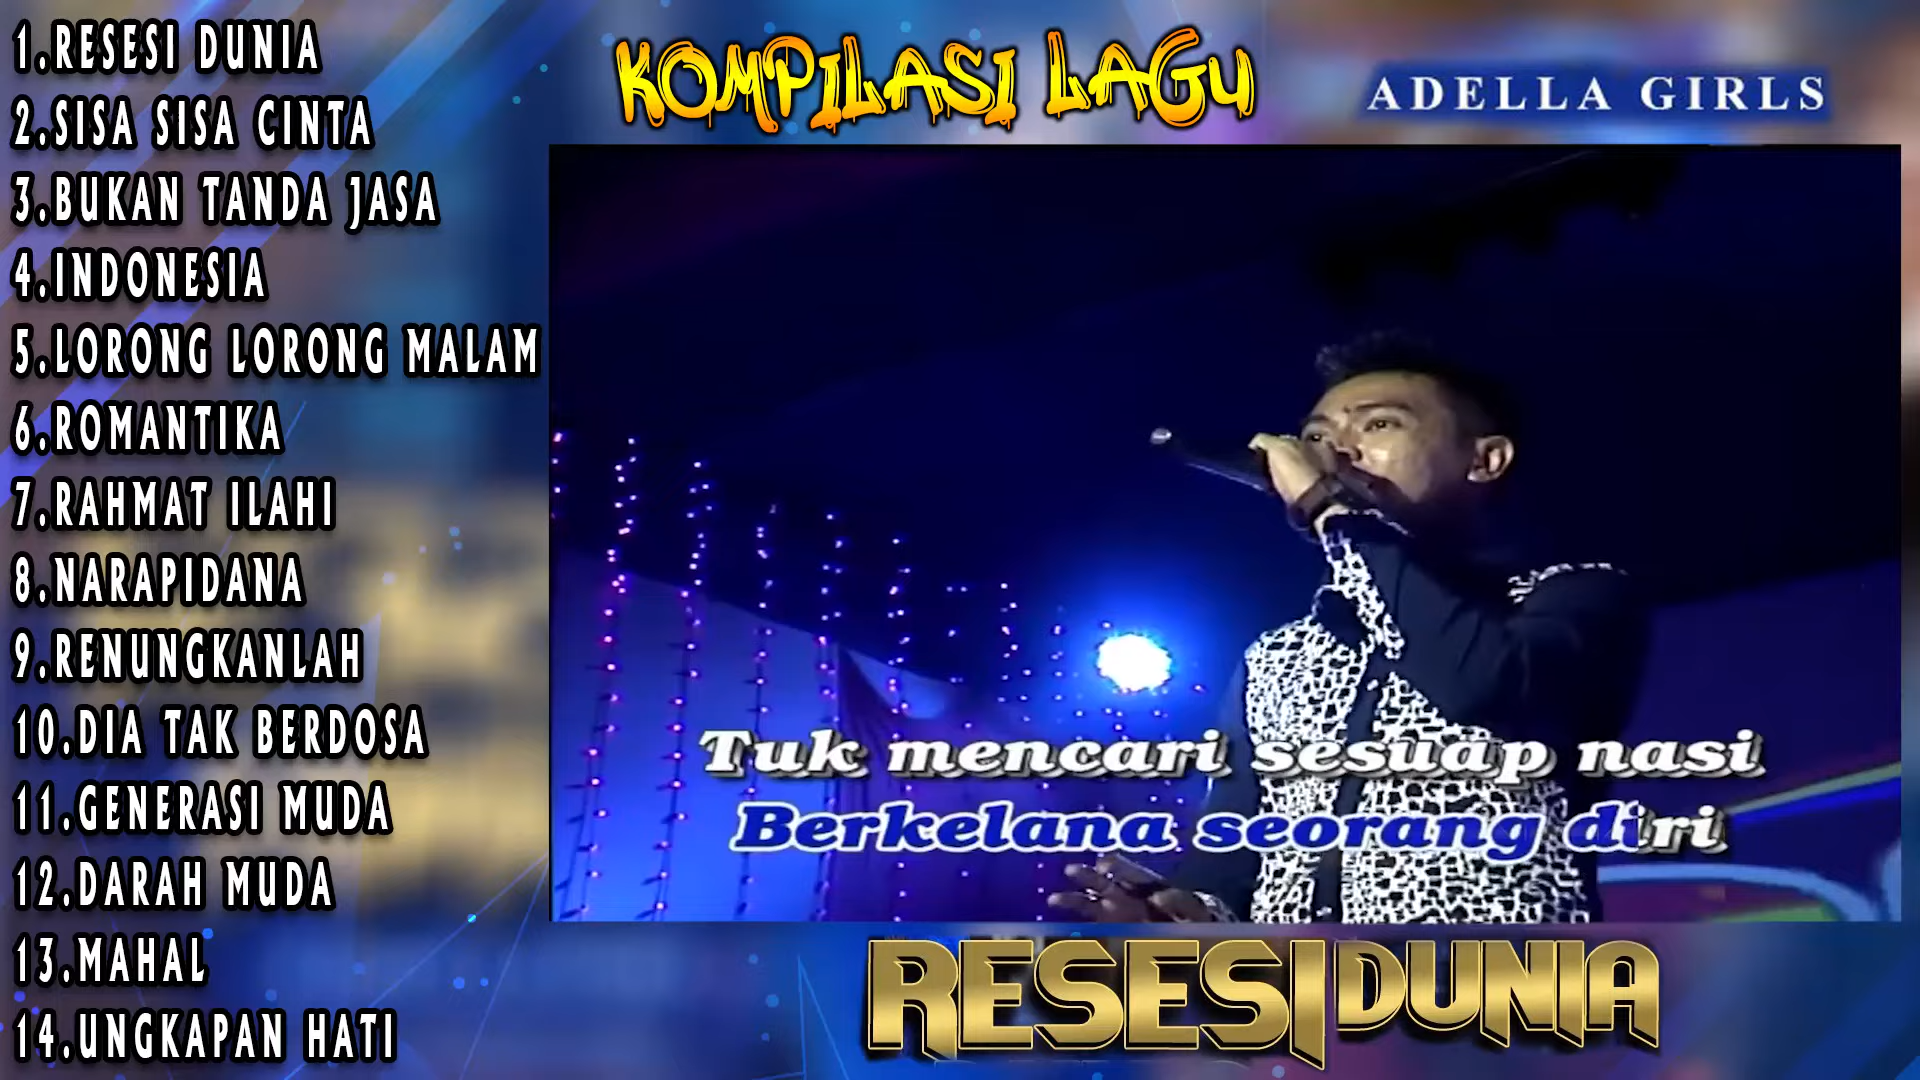 1.RESESI DUNIA
2.SISA SISA CINTA
3.BUKAN TANDA JASA
4.INDONESIA
5.LORONG LORONG MALAM
6.ROMANTIKA
7.RAHMAT ILAHI
8.NARAPIDANA
9.RENUNGKANLAH
10.DIA TAK BERDOSA
11.GENERASI MUDA
12.DARAH MUDA
13.MAHAL
14.UNGKAPAN HATI
KOMPILASI LAGU
ADELLA GIRLS
Tuk mencari sesuap nasi
Berkelana seorang diri
RESESI DUNIA